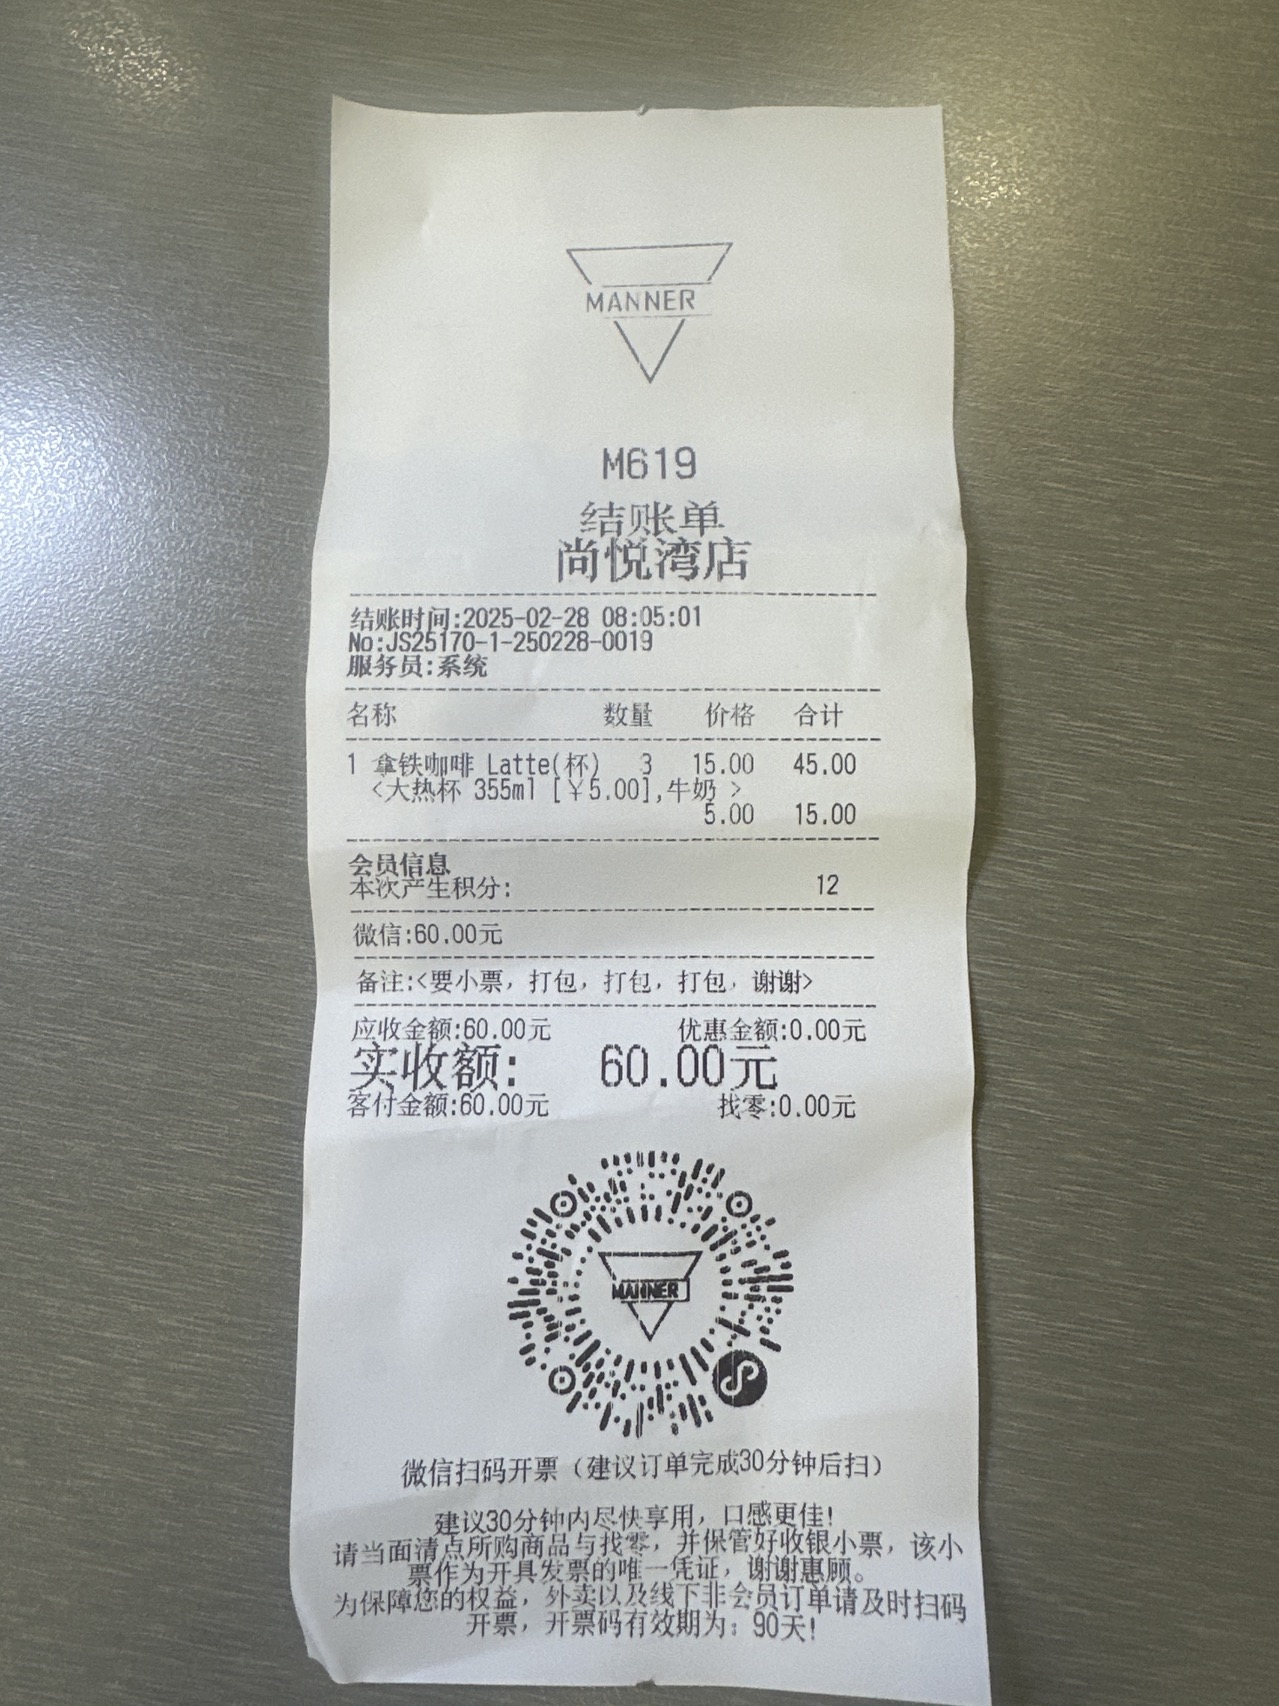 MANNER
M619
结账单
尚悦湾店
结账时间:2025-02-28 08:05:01
No:JS25170-1-250228-0019
服务员:系统
名称 数量 价格 合计
1 拿铁咖啡 Latte(杯) 3 15.00 45.00
<大热杯 355ml [￥5.00],牛奶 >
5.00 15.00
会员信息
本次产生积分: 12
微信:60.00元
备注:<要小票，打包，打包，打包，谢谢>
应收金额:60.00元 优惠金额:0.00元
实收额: 60.00元
客付金额:60.00元 找零:0.00元
MANNER
微信扫码开票（建议订单完成30分钟后扫）
建议30分钟内尽快享用，口感更佳!
请当面清点所购商品与找零，并保管好收银小票，该小
票作为开具发票的唯一凭证，谢谢惠顾。
为保障您的权益，外卖以及线下非会员订单请及时扫码
开票，开票码有效期为：90天!